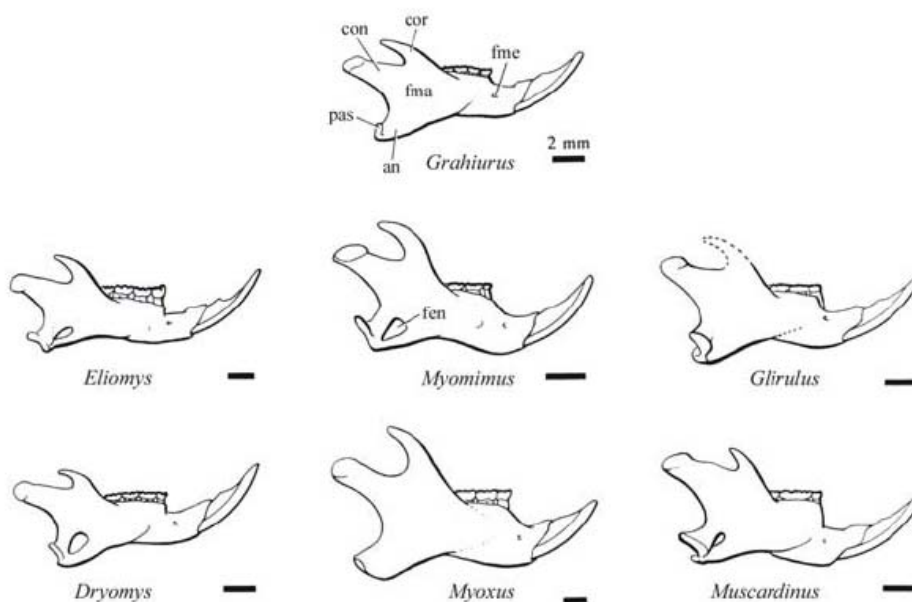 con
cor
fme
fma
pas
an
2 mm
Grahiurus
fen
Eliomys
Myomimus
Glirulus
Dryomys
Myoxus
Muscardinus